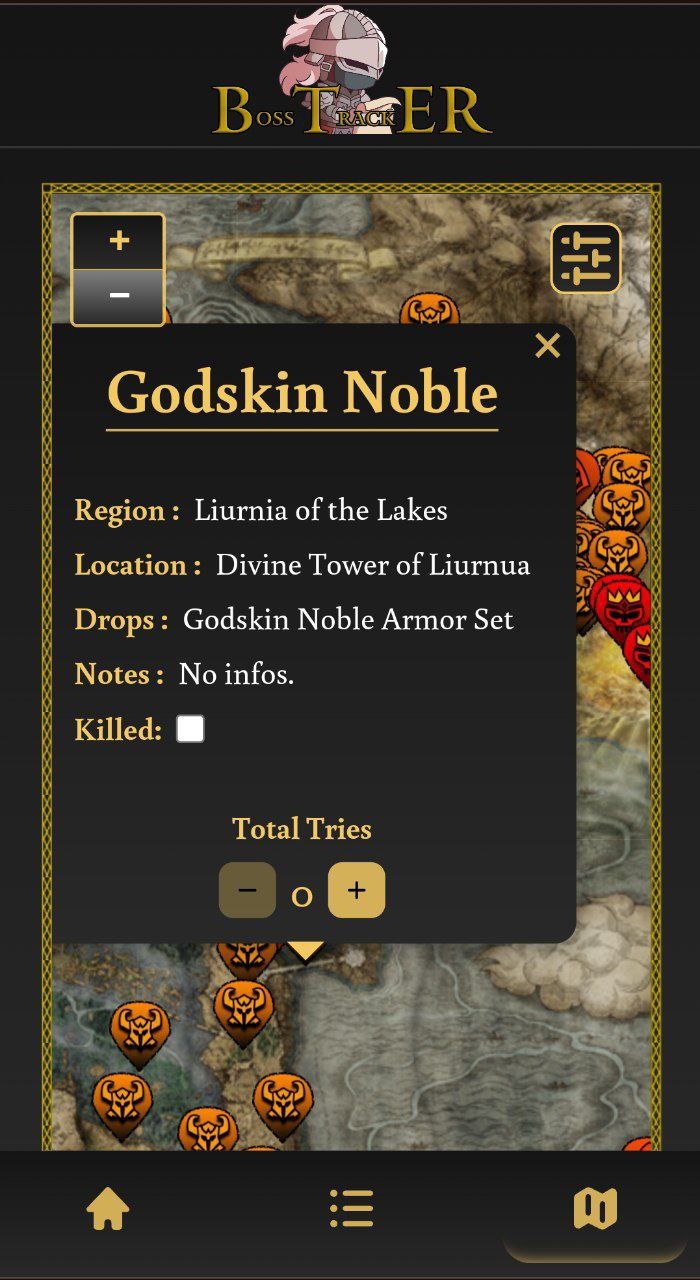 Boss TrackER
+
−
Godskin Noble
Region : Liurnia of the Lakes
Location : Divine Tower of Liurnua
Drops : Godskin Noble Armor Set
Notes : No infos.
Killed:
Total Tries
− 0 +